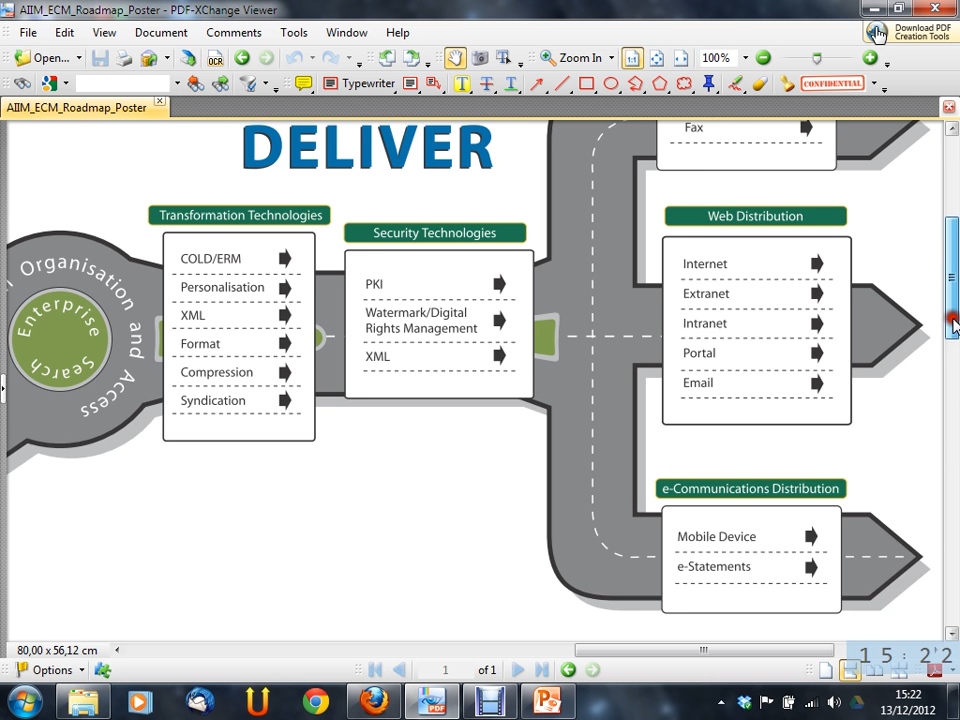 AIIM_ECM_Roadmap_Poster - PDF-XChange Viewer
File Edit View Document Comments Tools Window Help
Download PDF
Creation Tools
Open...
OCR
Zoom In
100%
Typewriter
CONFIDENTIAL
AIIM_ECM_Roadmap_Poster
DELIVER
Fax
Transformation Technologies
Security Technologies
Web Distribution
COLD/ERM
Personalisation
XML
Format
Compression
Syndication
PKI
Watermark/Digital
Rights Management
XML
Internet
Extranet
Intranet
Portal
Email
Organisation and Access
Enterprise
Search
e-Communications Distribution
Mobile Device
e-Statements
80,00 x 56,12 cm
15:22
Options
1 of 1
15:22
13/12/2012